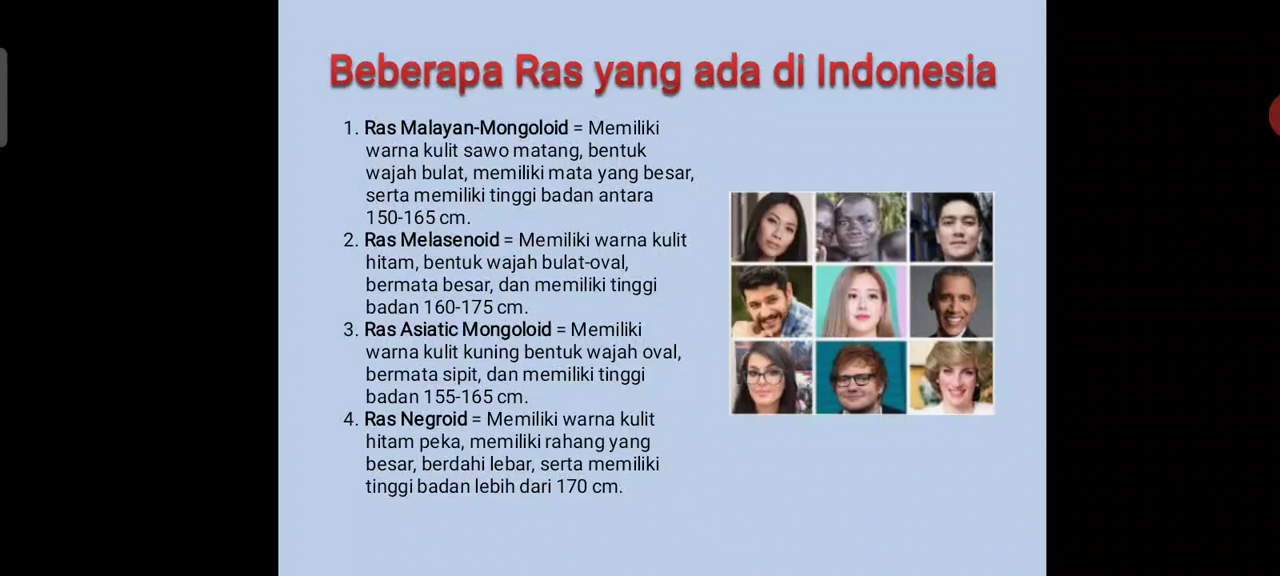 Beberapa Ras yang ada di Indonesia
1. Ras Malayan-Mongoloid = Memiliki
warna kulit sawo matang, bentuk
wajah bulat, memiliki mata yang besar,
serta memiliki tinggi badan antara
150-165 cm.
2. Ras Melasenoid = Memiliki warna kulit
hitam, bentuk wajah bulat-oval,
bermata besar, dan memiliki tinggi
badan 160-175 cm.
3. Ras Asiatic Mongoloid = Memiliki
warna kulit kuning bentuk wajah oval,
bermata sipit, dan memiliki tinggi
badan 155-165 cm.
4. Ras Negroid = Memiliki warna kulit
hitam peka, memiliki rahang yang
besar, berdahi lebar, serta memiliki
tinggi badan lebih dari 170 cm.